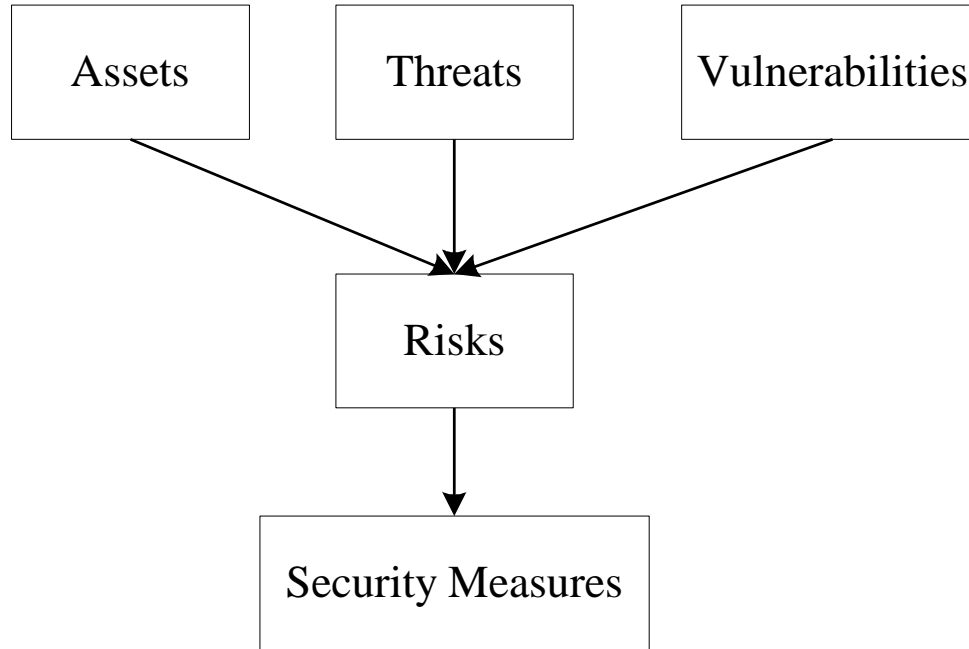 Assets
Threats
Vulnerabilities
Risks
Security Measures